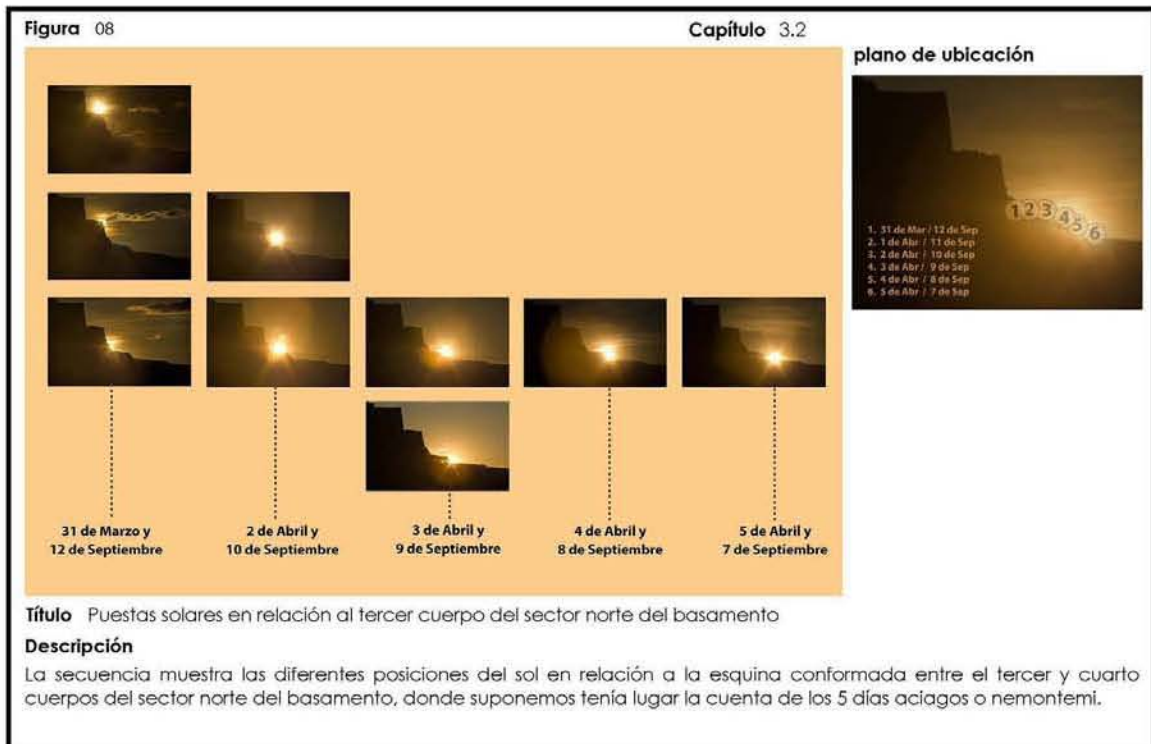 Figura 08
Capítulo 3.2
plano de ubicación
1 2 3 4 5 6
1. 31 de Mar / 12 de Sep
2. 1 de Abr / 11 de Sep
3. 2 de Abr / 10 de Sep
4. 3 de Abr / 9 de Sep
5. 4 de Abr / 8 de Sep
6. 5 de Abr / 7 de Sep
31 de Marzo y
12 de Septiembre
2 de Abril y
10 de Septiembre
3 de Abril y
9 de Septiembre
4 de Abril y
8 de Septiembre
5 de Abril y
7 de Septiembre
Título Puestas solares en relación al tercer cuerpo del sector norte del basamento
Descripción
La secuencia muestra las diferentes posiciones del sol en relación a la esquina conformada entre el tercer y cuarto
cuerpos del sector norte del basamento, donde suponemos tenía lugar la cuenta de los 5 días aciagos o nemontemi.